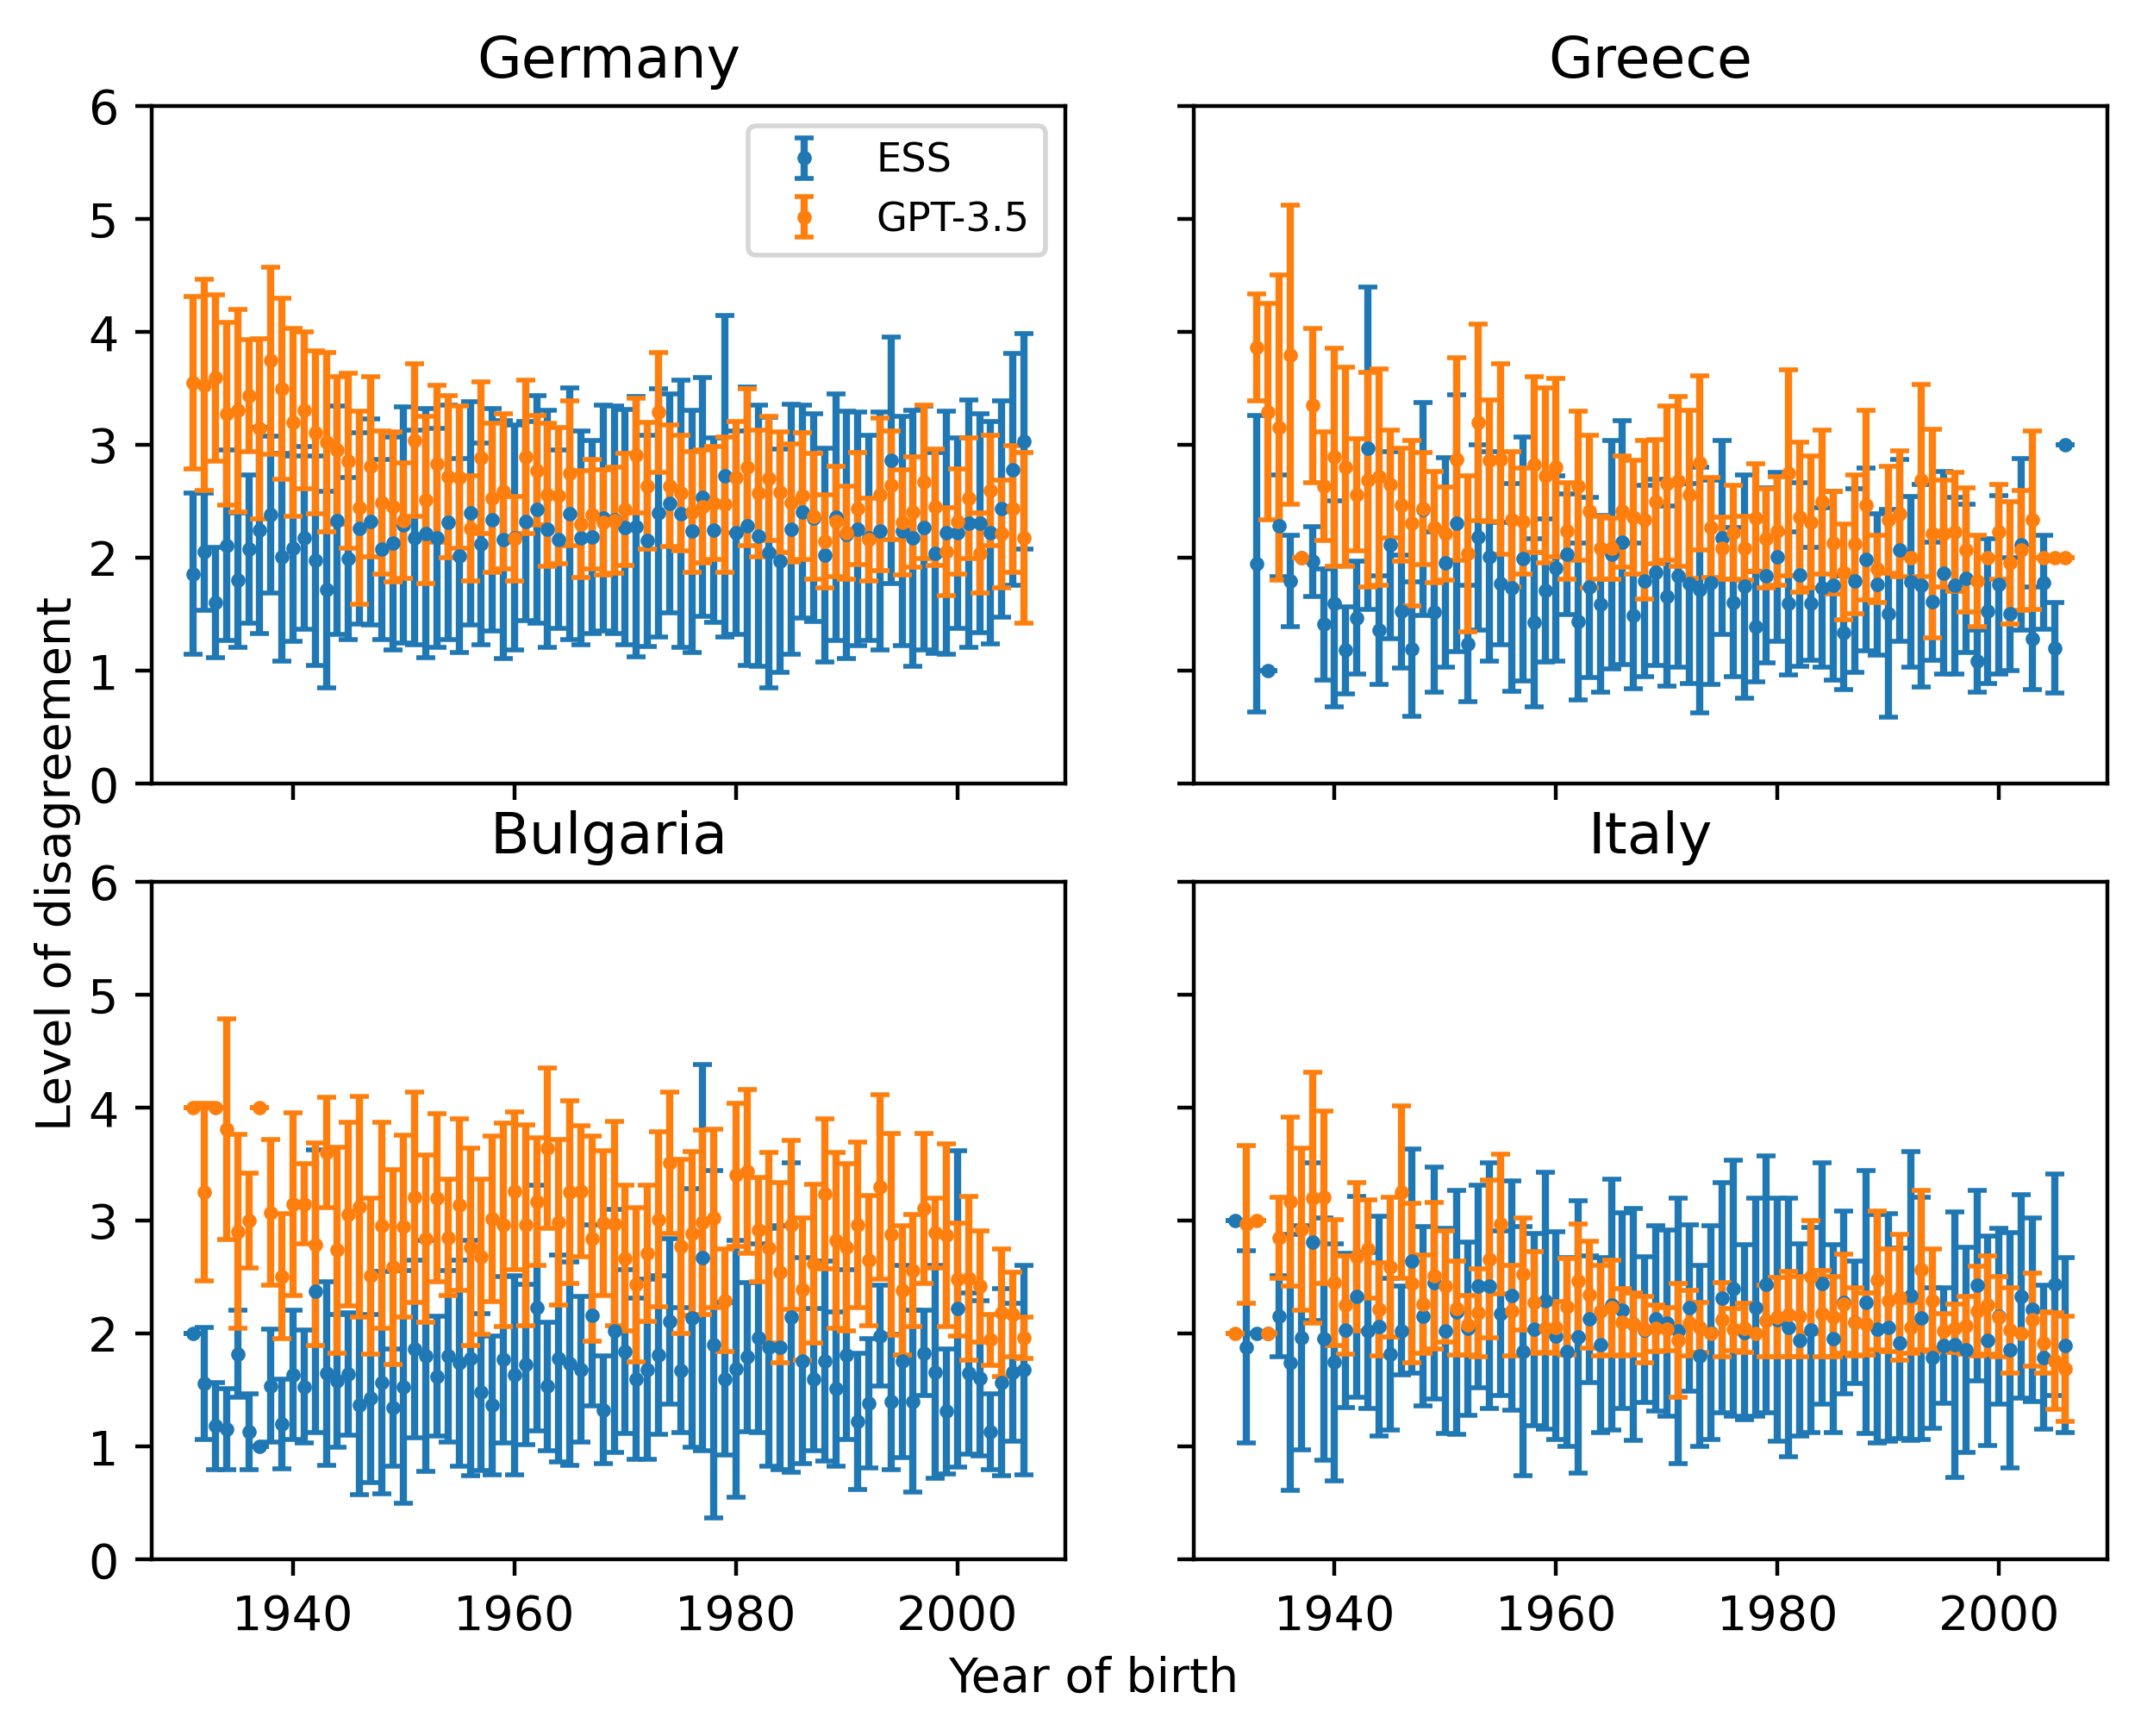 Germany
Greece
6
5
4
3
2
1
0
ESS
GPT-3.5
Level of disagreement
Bulgaria
Italy
6
5
4
3
2
1
0
1940 1960 1980 2000
1940 1960 1980 2000
Year of birth